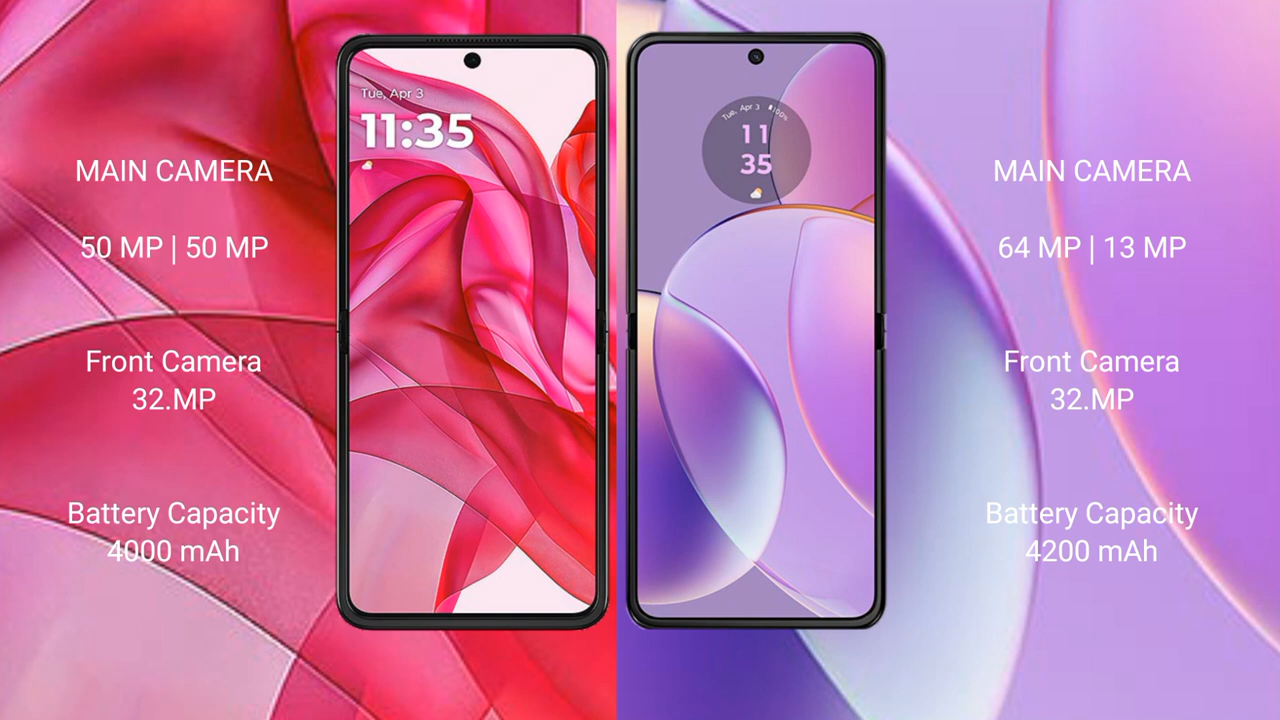 MAIN CAMERA
50 MP | 50 MP
Front Camera
32.MP
Battery Capacity
4000 mAh
Tue, Apr 3
11:35
Tue, Apr 3 100%
11
35
MAIN CAMERA
64 MP | 13 MP
Front Camera
32.MP
Battery Capacity
4200 mAh